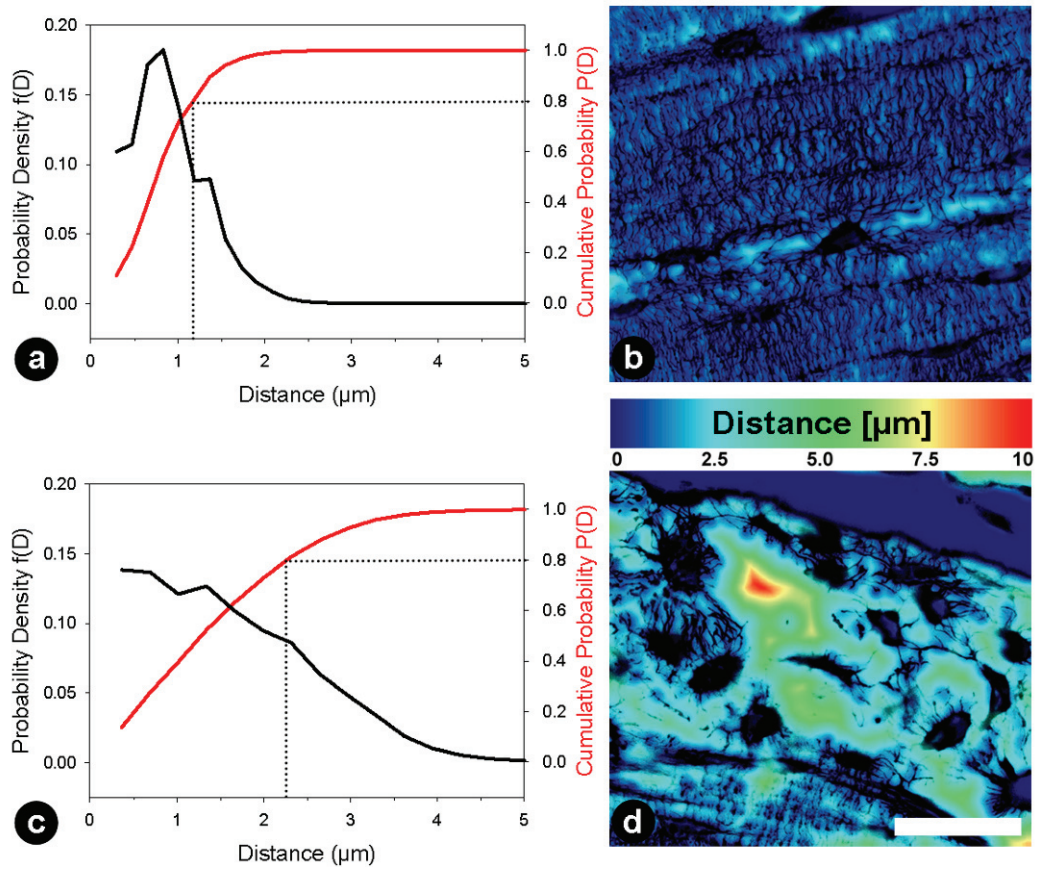 0.20
0.15
0.10
0.05
0.00
Probability Density f(D)
1.0
0.8
0.6
0.4
0.2
0.0
Cumulative Probability P(D)
0 1 2 3 4 5
Distance (µm)
a
b
Distance [µm]
0 2.5 5.0 7.5 10
0.20
0.15
0.10
0.05
0.00
Probability Density f(D)
1.0
0.8
0.6
0.4
0.2
0.0
Cumulative Probability P(D)
0 1 2 3 4 5
Distance (µm)
c
d